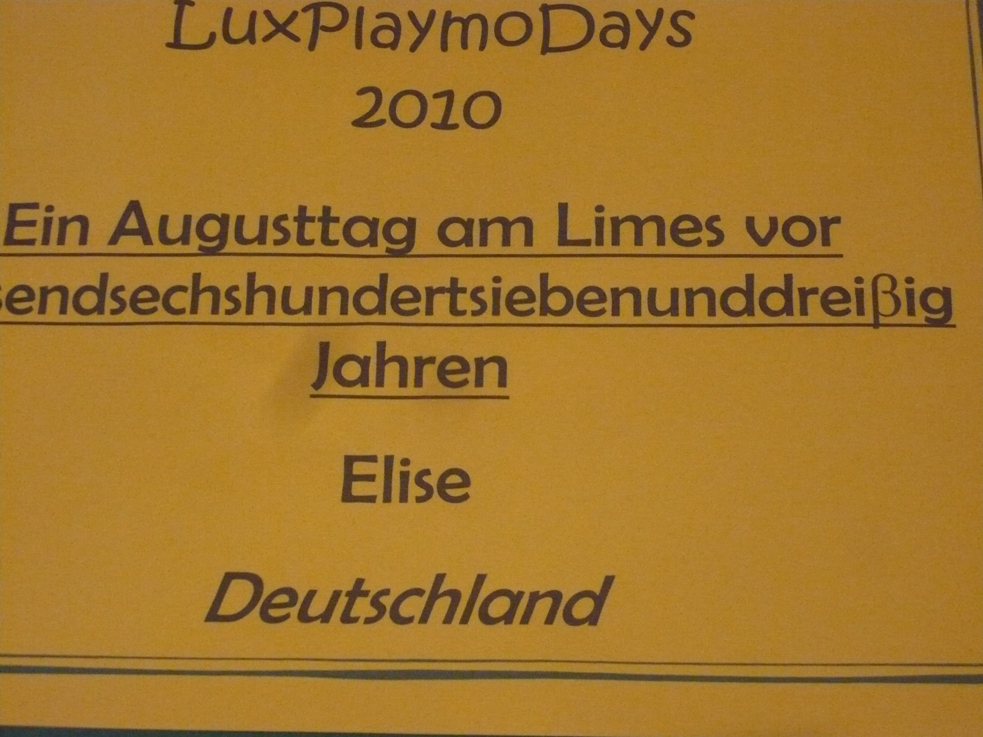 LuxPlaymoDays
2010
Ein Augusttag am Limes vor
sendsechshundertsiebenunddreißig
Jahren
Elise
Deutschland